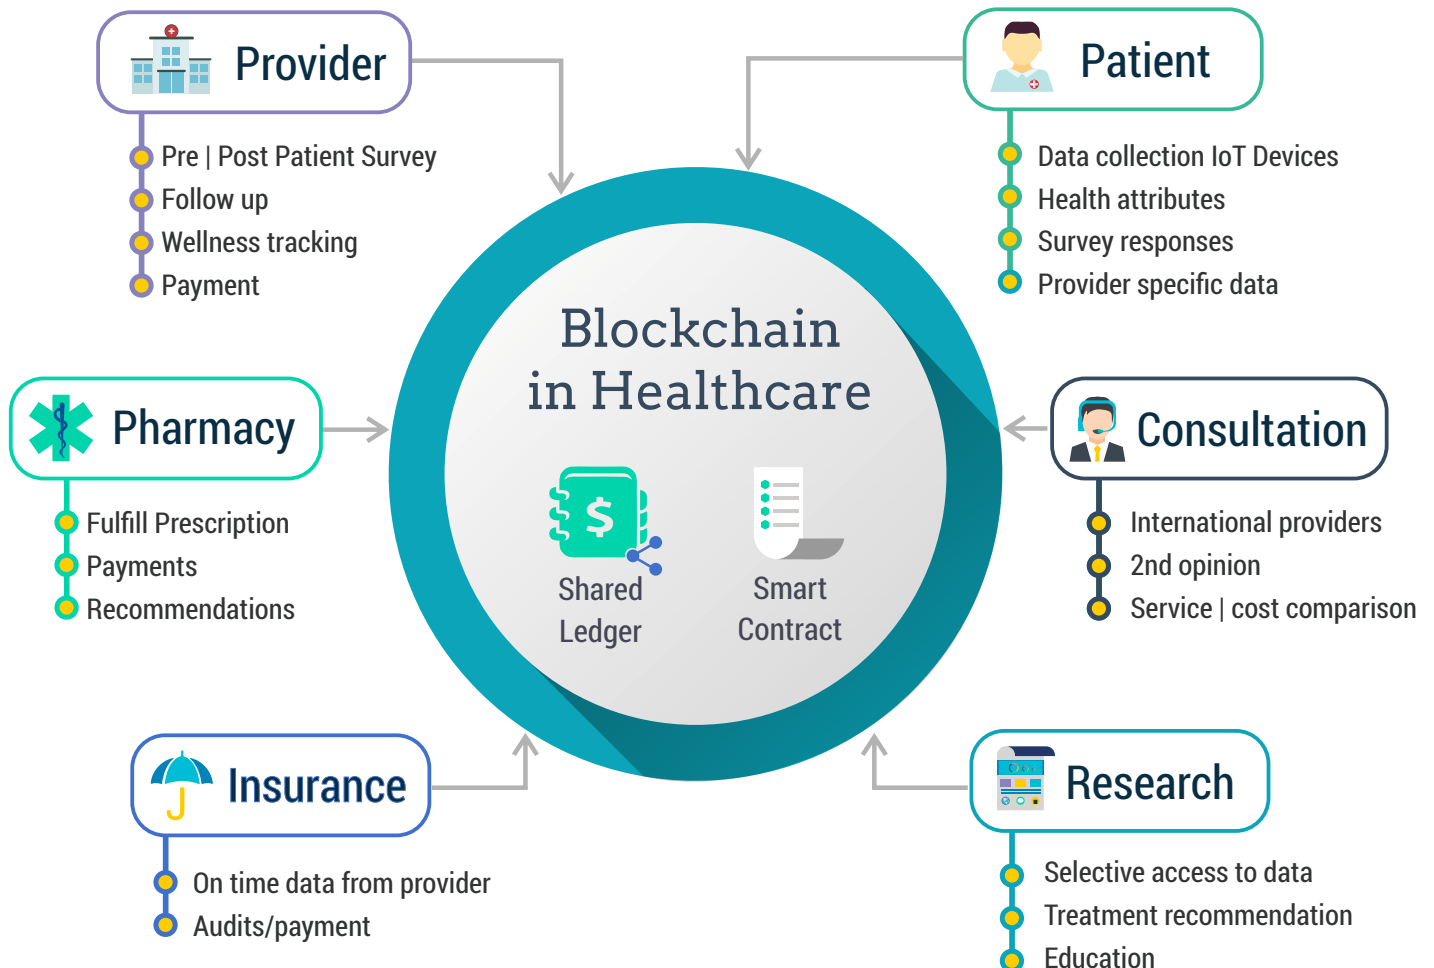 Provider
Pre | Post Patient Survey
Follow up
Wellness tracking
Payment
Patient
Data collection IoT Devices
Health attributes
Survey responses
Provider specific data
Blockchain
in Healthcare
$
Shared
Ledger
Smart
Contract
Pharmacy
Fulfill Prescription
Payments
Recommendations
Consultation
International providers
2nd opinion
Service | cost comparison
Insurance
On time data from provider
Audits/payment
Research
Selective access to data
Treatment recommendation
Education